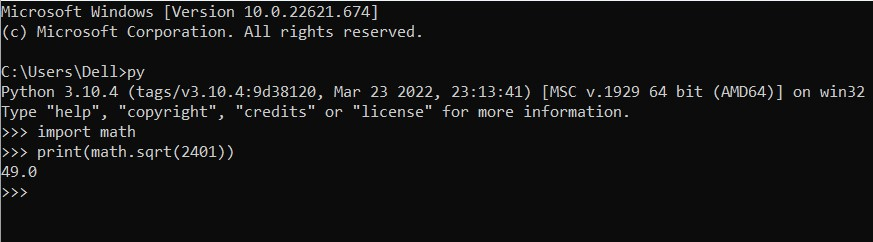 Microsoft Windows [Version 10.0.22621.674]
(c) Microsoft Corporation. All rights reserved.
C:\Users\Dell>py
Python 3.10.4 (tags/v3.10.4:9d38120, Mar 23 2022, 23:13:41) [MSC v.1929 64 bit (AMD64)] on win32
Type "help", "copyright", "credits" or "license" for more information.
>>> import math
>>> print(math.sqrt(2401))
49.0
>>>